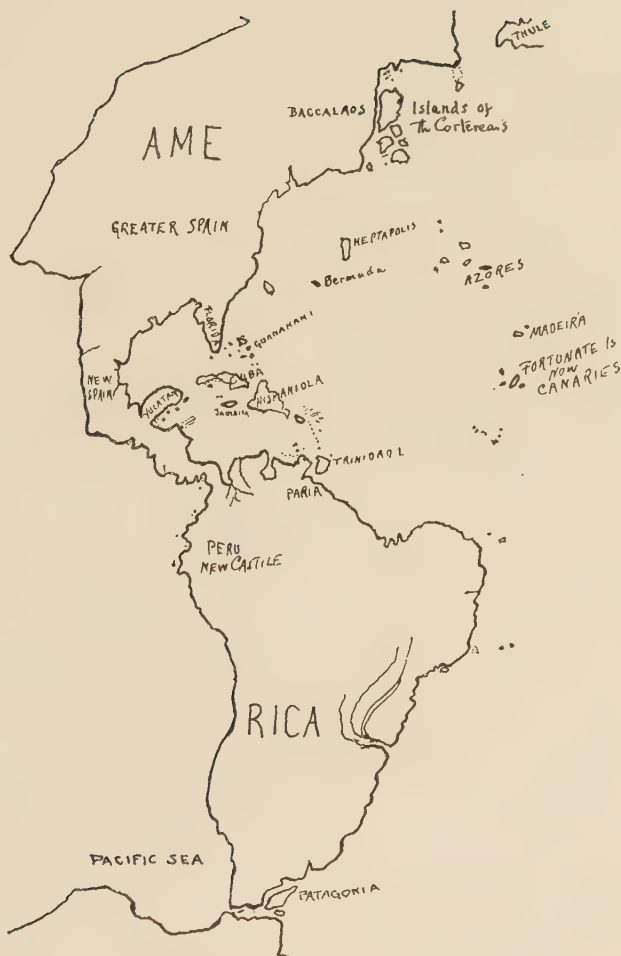 THULE
BACCALAOS
Islands of
The Cortereans
AME
GREATER SPAIN
HEPTAPOLIS
Bermuda
AZORES
FLORIDA
GUANAHANI
MADEIRA
FORTUNATE IS
NOW
CANARIES
NEW
SPAIN
YUCATAN
CUBA
HISPANIOLA
Jamaica
TRINIDAD L
PARIA
PERU
NEW CASTILE
RICA
PACIFIC SEA
PATAGONIA